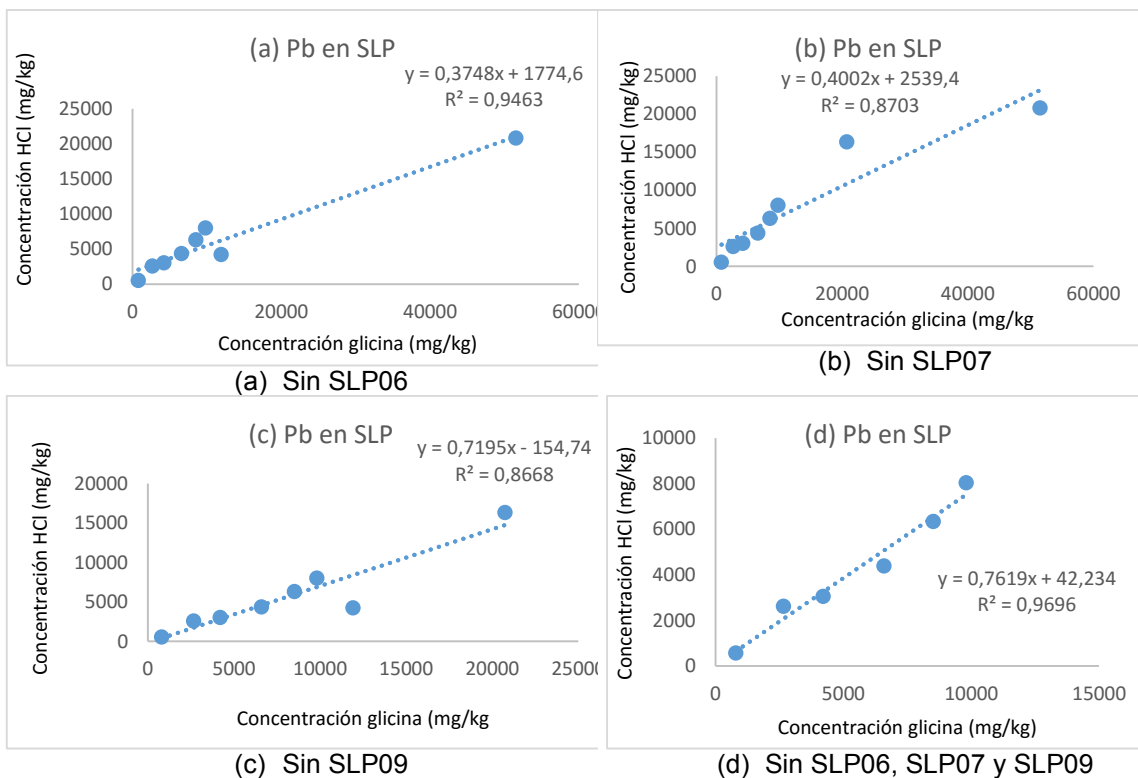 (a) Pb en SLP
y = 0,3748x + 1774,6
R² = 0,9463
Concentración HCl (mg/kg)
25000
20000
15000
10000
5000
0
0 20000 40000 60000
Concentración glicina (mg/kg)
(a) Sin SLP06
(b) Pb en SLP
y = 0,4002x + 2539,4
R² = 0,8703
Concentración HCl (mg/kg)
25000
20000
15000
10000
5000
0
0 20000 40000 60000
Concentración glicina (mg/kg
(b) Sin SLP07
(c) Pb en SLP
y = 0,7195x - 154,74
R² = 0,8668
Concentración HCl (mg/kg)
20000
15000
10000
5000
0
0 5000 10000 15000 20000 25000
Concentración glicina (mg/kg
(c) Sin SLP09
(d) Pb en SLP
y = 0,7619x + 42,234
R² = 0,9696
Concentración HCl (mg/kg)
10000
8000
6000
4000
2000
0
0 5000 10000 15000
Concentración glicina (mg/kg)
(d) Sin SLP06, SLP07 y SLP09